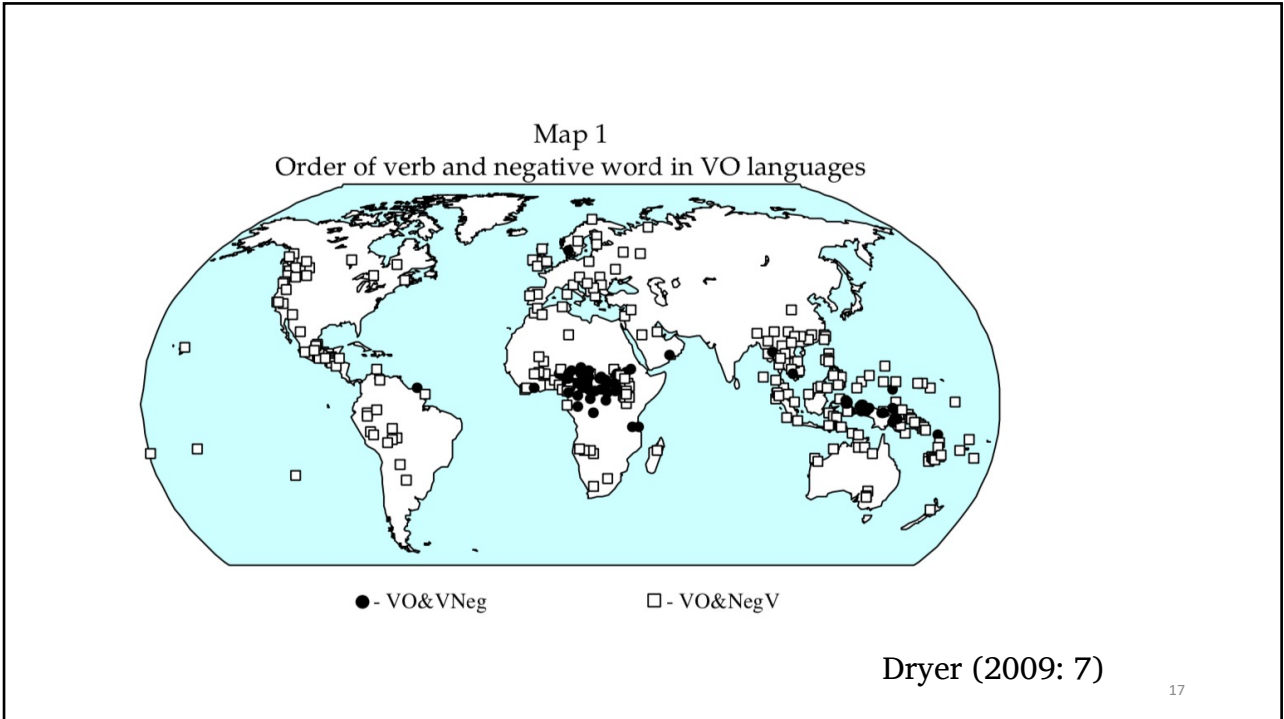 Map 1
Order of verb and negative word in VO languages
● - VO&VNeg
□ - VO&NegV
Dryer (2009: 7)
17